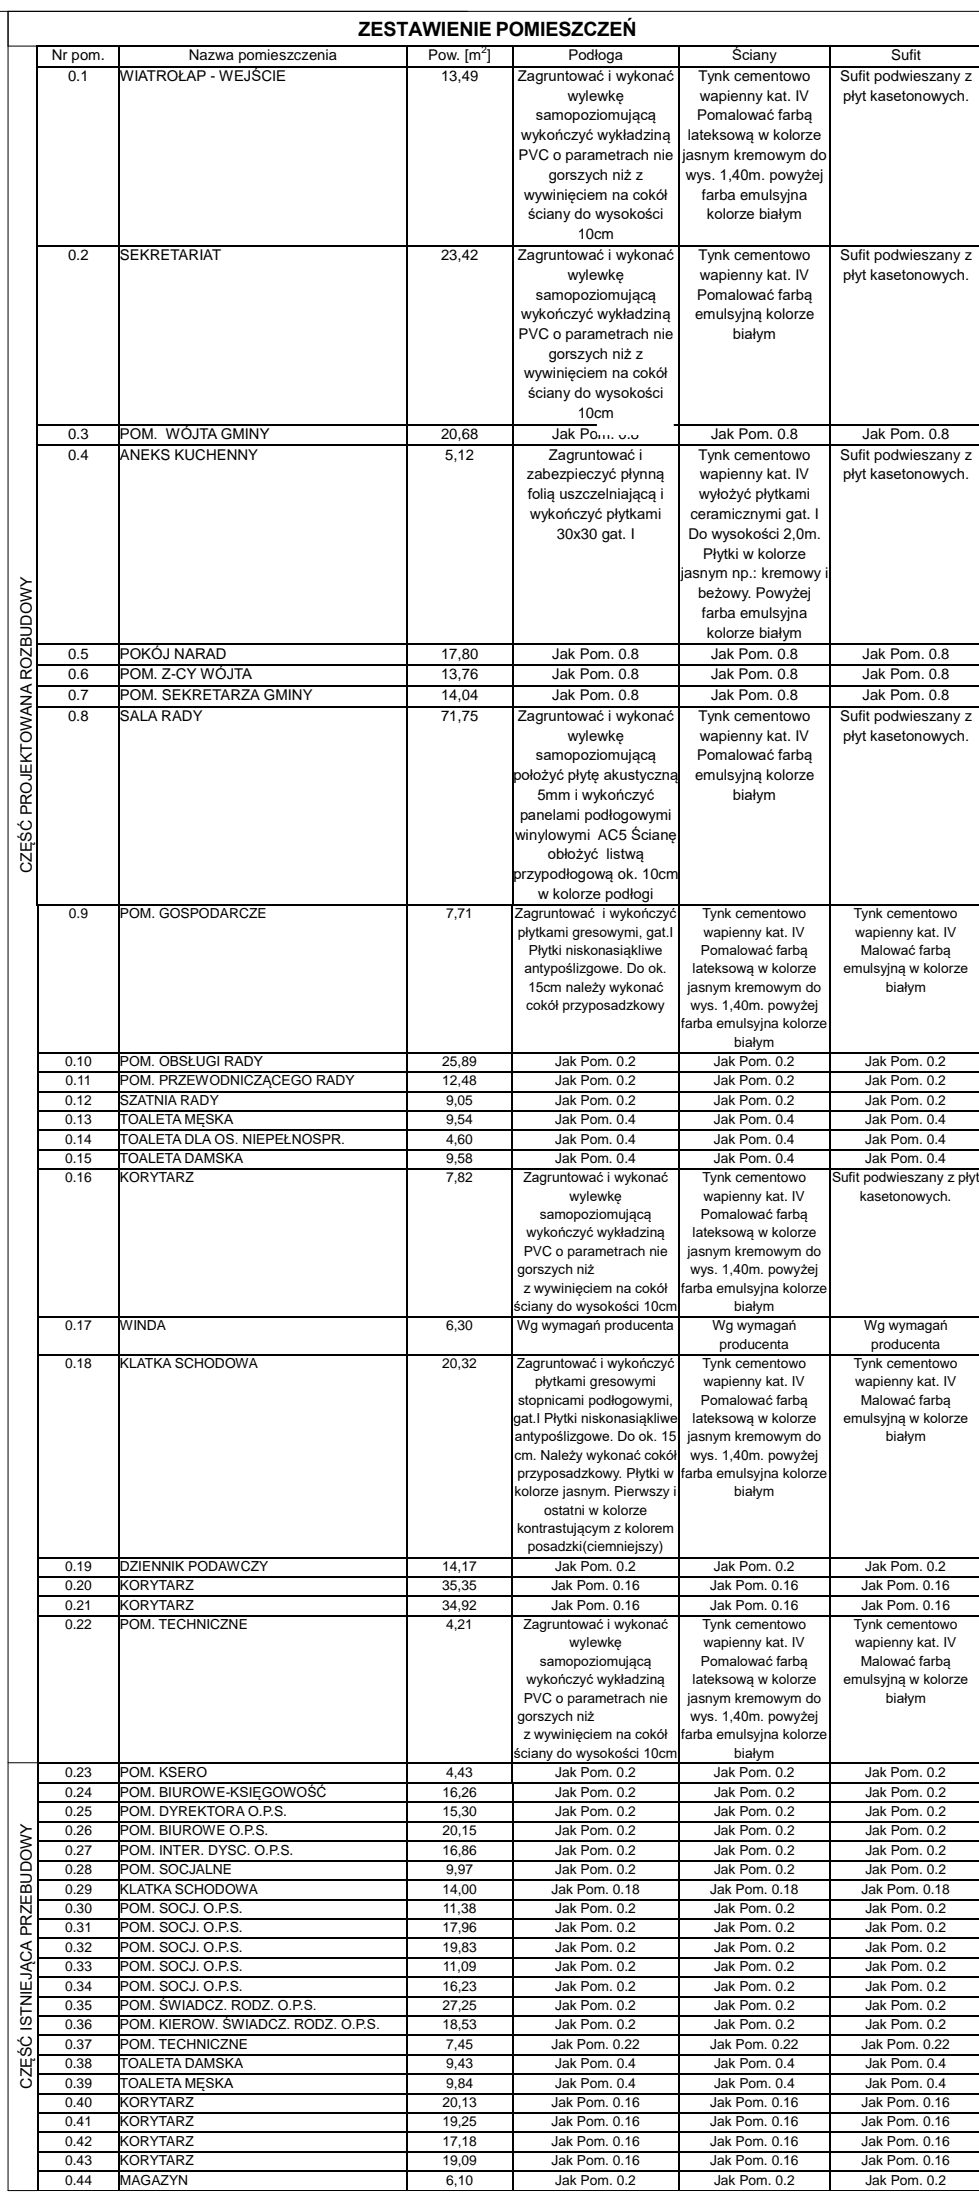 ZESTAWIENIE POMIESZCZEŃ
Nr pom. Nazwa pomieszczenia Pow. [m²] Podłoga Ściany Sufit
CZĘŚĆ PROJEKTOWANA ROZBUDOWY
0.1 WIATROŁAP - WEJŚCIE 13,49
Zagruntować i wykonać
wylewkę
samopoziomującą
wykończyć wykładziną
PVC o parametrach nie
gorszych niż z
wywinięciem na cokół
ściany do wysokości
10cm
Tynk cementowo
wapienny kat. IV
Pomalować farbą
lateksową w kolorze
jasnym kremowym do
wys. 1,40m. powyżej
farba emulsyjna
kolorze białym
Sufit podwieszany z
płyt kasetonowych.
0.2 SEKRETARIAT 23,42
Zagruntować i wykonać
wylewkę
samopoziomującą
wykończyć wykładziną
PVC o parametrach nie
gorszych niż z
wywinięciem na cokół
ściany do wysokości
10cm
Tynk cementowo
wapienny kat. IV
Pomalować farbą
emulsyjną kolorze
białym
Sufit podwieszany z
płyt kasetonowych.
0.3 POM. WÓJTA GMINY 20,68 Jak Jak Pom. 0.8 Jak Pom. 0.8
0.4 ANEKS KUCHENNY 5,12
Zagruntować i
zabezpieczyć płynną
folią uszczelniającą i
wykończyć płytkami
30x30 gat. I
Tynk cementowo
wapienny kat. IV
wyłożyć płytkami
ceramicznymi gat. I
Do wysokości 2,0m.
Płytki w kolorze
jasnym np.: kremowy i
beżowy. Powyżej
farba emulsyjna
kolorze białym
Sufit podwieszany z
płyt kasetonowych.
0.5 POKÓJ NARAD 17,80 Jak Pom. 0.8 Jak Pom. 0.8 Jak Pom. 0.8
0.6 POM. Z-CY WÓJTA 13,76 Jak Pom. 0.8 Jak Pom. 0.8 Jak Pom. 0.8
0.7 POM. SEKRETARZA GMINY 14,04 Jak Pom. 0.8 Jak Pom. 0.8 Jak Pom. 0.8
0.8 SALA RADY 71,75
Zagruntować i wykonać
wylewkę
samopoziomującą
położyć płytę akustyczną
5mm i wykończyć
panelami podłogowymi
winylowymi AC5 Ścianę
obłożyć listwą
przypodłogową ok. 10cm
w kolorze podłogi
Tynk cementowo
wapienny kat. IV
Pomalować farbą
emulsyjną kolorze
białym
Sufit podwieszany z
płyt kasetonowych.
0.9 POM. GOSPODARCZE 7,71
Zagruntować i wykończyć
płytkami gresowymi, gat.I
Płytki niskonasiąkliwe
antypoślizgowe. Do ok.
15cm należy wykonać
cokół przyposadzkowy
Tynk cementowo
wapienny kat. IV
Pomalować farbą
lateksową w kolorze
jasnym kremowym do
wys. 1,40m. powyżej
farba emulsyjna kolorze
białym
Tynk cementowo
wapienny kat. IV
Malować farbą
emulsyjną w kolorze
białym
0.10 POM. OBSŁUGI RADY 25,89 Jak Pom. 0.2 Jak Pom. 0.2 Jak Pom. 0.2
0.11 POM. PRZEWODNICZĄCEGO RADY 12,48 Jak Pom. 0.2 Jak Pom. 0.2 Jak Pom. 0.2
0.12 SZATNIA RADY 9,05 Jak Pom. 0.2 Jak Pom. 0.2 Jak Pom. 0.2
0.13 TOALETA MĘSKA 9,54 Jak Pom. 0.4 Jak Pom. 0.4 Jak Pom. 0.4
0.14 TOALETA DLA OS. NIEPEŁNOSPR. 4,60 Jak Pom. 0.4 Jak Pom. 0.4 Jak Pom. 0.4
0.15 TOALETA DAMSKA 9,58 Jak Pom. 0.4 Jak Pom. 0.4 Jak Pom. 0.4
0.16 KORYTARZ 7,82
Zagruntować i wykonać
wylewkę
samopoziomującą
wykończyć wykładziną
PVC o parametrach nie
gorszych niż
z wywinięciem na cokół
ściany do wysokości 10cm
Tynk cementowo
wapienny kat. IV
Pomalować farbą
lateksową w kolorze
jasnym kremowym do
wys. 1,40m. powyżej
farba emulsyjna kolorze
białym
Sufit podwieszany z płyt
kasetonowych.
0.17 WINDA 6,30
Wg wymagań producenta
Wg wymagań
producenta
Wg wymagań
producenta
0.18 KLATKA SCHODOWA 20,32
Zagruntować i wykończyć
płytkami gresowymi
stopnicami podłogowymi,
gat.I Płytki niskonasiąkliwe
antypoślizgowe. Do ok. 15
cm. Należy wykonać cokół
przyposadzkowy. Płytki w
kolorze jasnym. Pierwszy i
ostatni w kolorze
kontrastującym z kolorem
posadzki(ciemniejszy)
Tynk cementowo
wapienny kat. IV
Pomalować farbą
lateksową w kolorze
jasnym kremowym do
wys. 1,40m. powyżej
farba emulsyjna kolorze
białym
Tynk cementowo
wapienny kat. IV
Malować farbą
emulsyjną w kolorze
białym
0.19 DZIENNIK PODAWCZY 14,17 Jak Pom. 0.2 Jak Pom. 0.2 Jak Pom. 0.2
0.20 KORYTARZ 35,35 Jak Pom. 0.16 Jak Pom. 0.16 Jak Pom. 0.16
0.21 KORYTARZ 34,92 Jak Pom. 0.16 Jak Pom. 0.16 Jak Pom. 0.16
0.22 POM. TECHNICZNE 4,21
Zagruntować i wykonać
wylewkę
samopoziomującą
wykończyć wykładziną
PVC o parametrach nie
gorszych niż
z wywinięciem na cokół
ściany do wysokości 10cm
Tynk cementowo
wapienny kat. IV
Pomalować farbą
lateksową w kolorze
jasnym kremowym do
wys. 1,40m. powyżej
farba emulsyjna kolorze
białym
Tynk cementowo
wapienny kat. IV
Malować farbą
emulsyjną w kolorze
białym
CZĘŚĆ ISTNIEJĄCA PRZEBUDOWY
0.23 POM. KSERO 4,43 Jak Pom. 0.2 Jak Pom. 0.2 Jak Pom. 0.2
0.24 POM. BIUROWE-KSIĘGOWOŚĆ 16,26 Jak Pom. 0.2 Jak Pom. 0.2 Jak Pom. 0.2
0.25 POM. DYREKTORA O.P.S. 15,30 Jak Pom. 0.2 Jak Pom. 0.2 Jak Pom. 0.2
0.26 POM. BIUROWE O.P.S. 20,15 Jak Pom. 0.2 Jak Pom. 0.2 Jak Pom. 0.2
0.27 POM. INTER. DYSC. O.P.S. 16,86 Jak Pom. 0.2 Jak Pom. 0.2 Jak Pom. 0.2
0.28 POM. SOCJALNE 9,97 Jak Pom. 0.2 Jak Pom. 0.2 Jak Pom. 0.2
0.29 KLATKA SCHODOWA 14,00 Jak Pom. 0.18 Jak Pom. 0.18 Jak Pom. 0.18
0.30 POM. SOCJ. O.P.S. 11,38 Jak Pom. 0.2 Jak Pom. 0.2 Jak Pom. 0.2
0.31 POM. SOCJ. O.P.S. 17,96 Jak Pom. 0.2 Jak Pom. 0.2 Jak Pom. 0.2
0.32 POM. SOCJ. O.P.S. 19,83 Jak Pom. 0.2 Jak Pom. 0.2 Jak Pom. 0.2
0.33 POM. SOCJ. O.P.S. 11,09 Jak Pom. 0.2 Jak Pom. 0.2 Jak Pom. 0.2
0.34 POM. SOCJ. O.P.S. 16,23 Jak Pom. 0.2 Jak Pom. 0.2 Jak Pom. 0.2
0.35 POM. ŚWIADCZ. RODZ. O.P.S. 27,25 Jak Pom. 0.2 Jak Pom. 0.2 Jak Pom. 0.2
0.36 POM. KIEROW. ŚWIADCZ. RODZ. O.P.S. 18,53 Jak Pom. 0.2 Jak Pom. 0.2 Jak Pom. 0.2
0.37 POM. TECHNICZNE 7,45 Jak Pom. 0.22 Jak Pom. 0.22 Jak Pom. 0.22
0.38 TOALETA DAMSKA 9,43 Jak Pom. 0.4 Jak Pom. 0.4 Jak Pom. 0.4
0.39 TOALETA MĘSKA 9,84 Jak Pom. 0.4 Jak Pom. 0.4 Jak Pom. 0.4
0.40 KORYTARZ 20,13 Jak Pom. 0.16 Jak Pom. 0.16 Jak Pom. 0.16
0.41 KORYTARZ 19,25 Jak Pom. 0.16 Jak Pom. 0.16 Jak Pom. 0.16
0.42 KORYTARZ 17,18 Jak Pom. 0.16 Jak Pom. 0.16 Jak Pom. 0.16
0.43 KORYTARZ 19,09 Jak Pom. 0.16 Jak Pom. 0.16 Jak Pom. 0.16
0.44 MAGAZYN 6,10 Jak Pom. 0.2 Jak Pom. 0.2 Jak Pom. 0.2